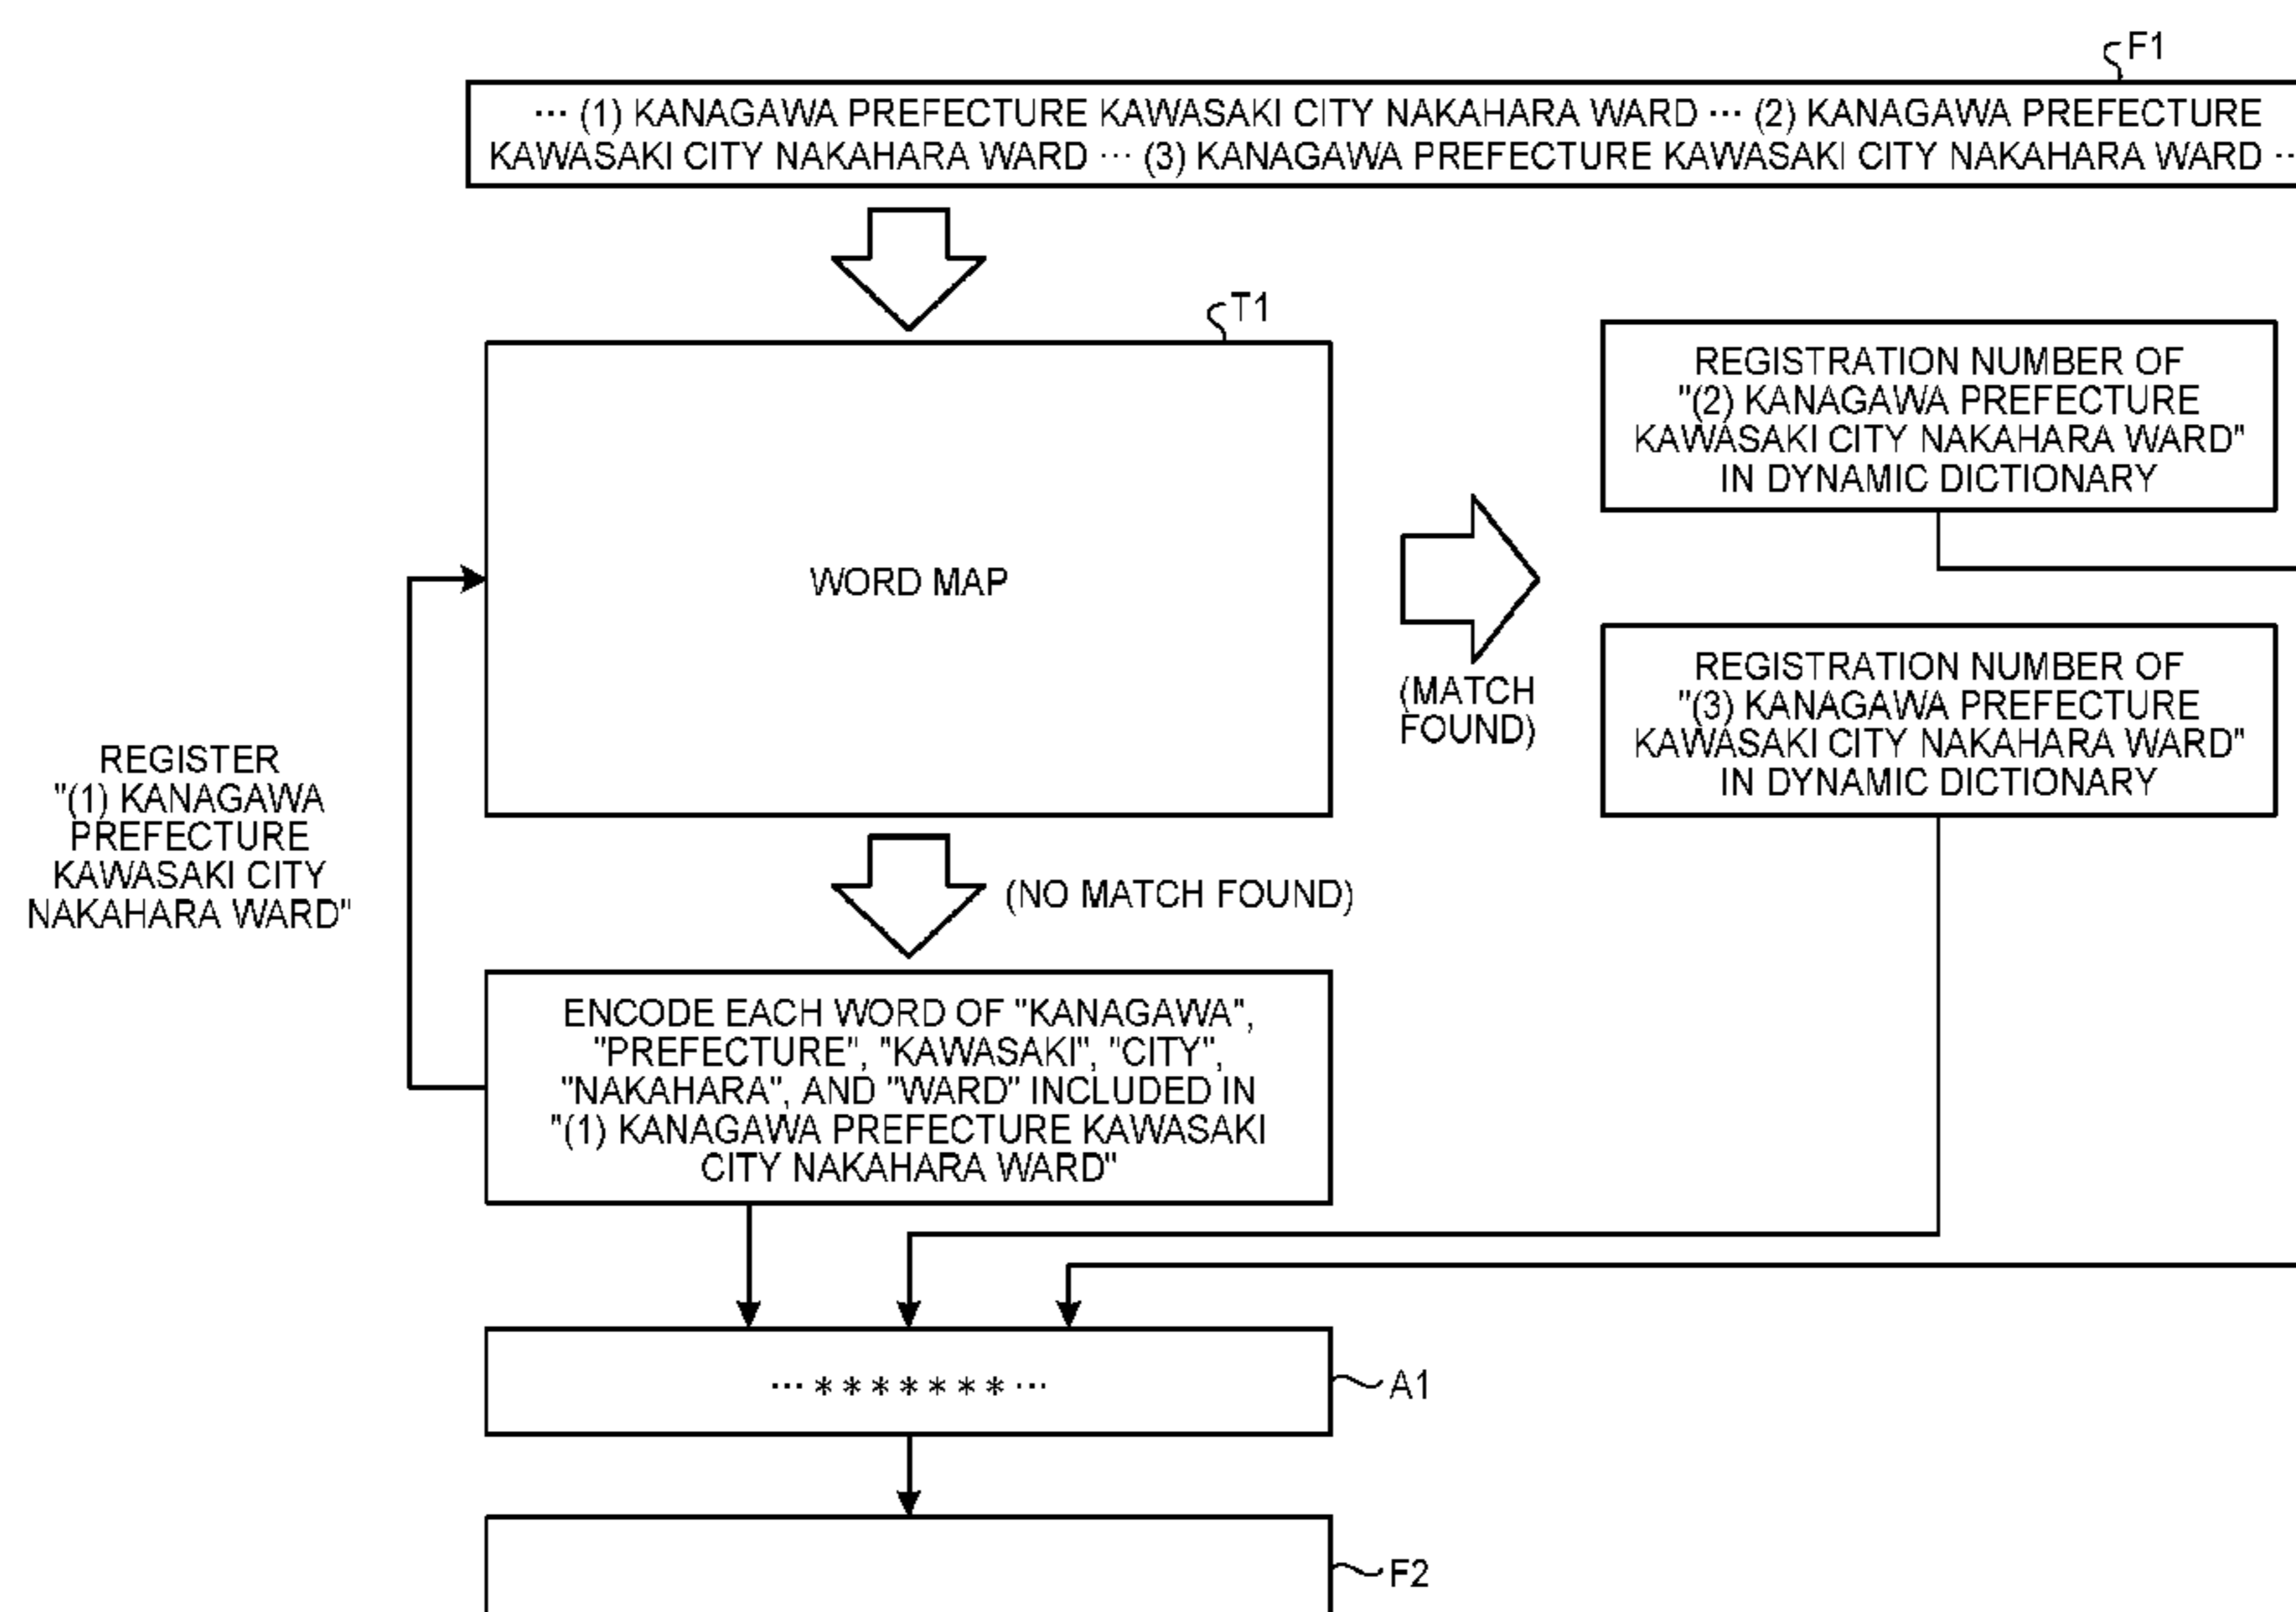 F1
··· (1) KANAGAWA PREFECTURE KAWASAKI CITY NAKAHARA WARD ··· (2) KANAGAWA PREFECTURE
KAWASAKI CITY NAKAHARA WARD ··· (3) KANAGAWA PREFECTURE KAWASAKI CITY NAKAHARA WARD ··
T1
WORD MAP
REGISTRATION NUMBER OF
"(2) KANAGAWA PREFECTURE
KAWASAKI CITY NAKAHARA WARD"
IN DYNAMIC DICTIONARY
(MATCH
FOUND)
REGISTRATION NUMBER OF
"(3) KANAGAWA PREFECTURE
KAWASAKI CITY NAKAHARA WARD"
IN DYNAMIC DICTIONARY
REGISTER
"(1) KANAGAWA
PREFECTURE
KAWASAKI CITY
NAKAHARA WARD"
(NO MATCH FOUND)
ENCODE EACH WORD OF "KANAGAWA",
"PREFECTURE", "KAWASAKI", "CITY",
"NAKAHARA", AND "WARD" INCLUDED IN
"(1) KANAGAWA PREFECTURE KAWASAKI
CITY NAKAHARA WARD"
··· * * * * * * * ···
A1
F2